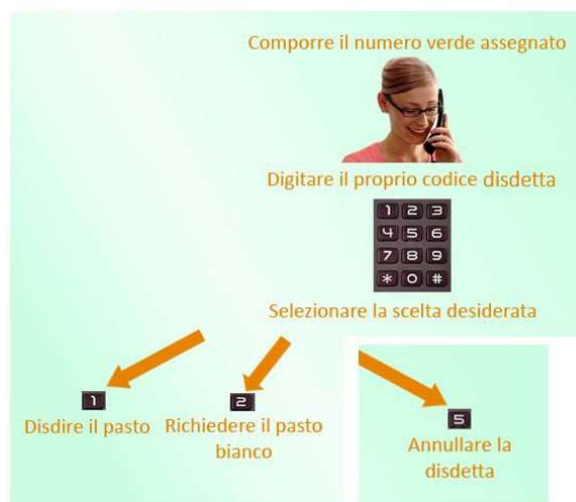 Comporre il numero verde assegnato
Digitare il proprio codice disdetta
1 2 3
4 5 6
7 8 9
* 0 #
Selezionare la scelta desiderata
1
Disdire il pasto
2
Richiedere il pasto
bianco
5
Annullare la
disdetta